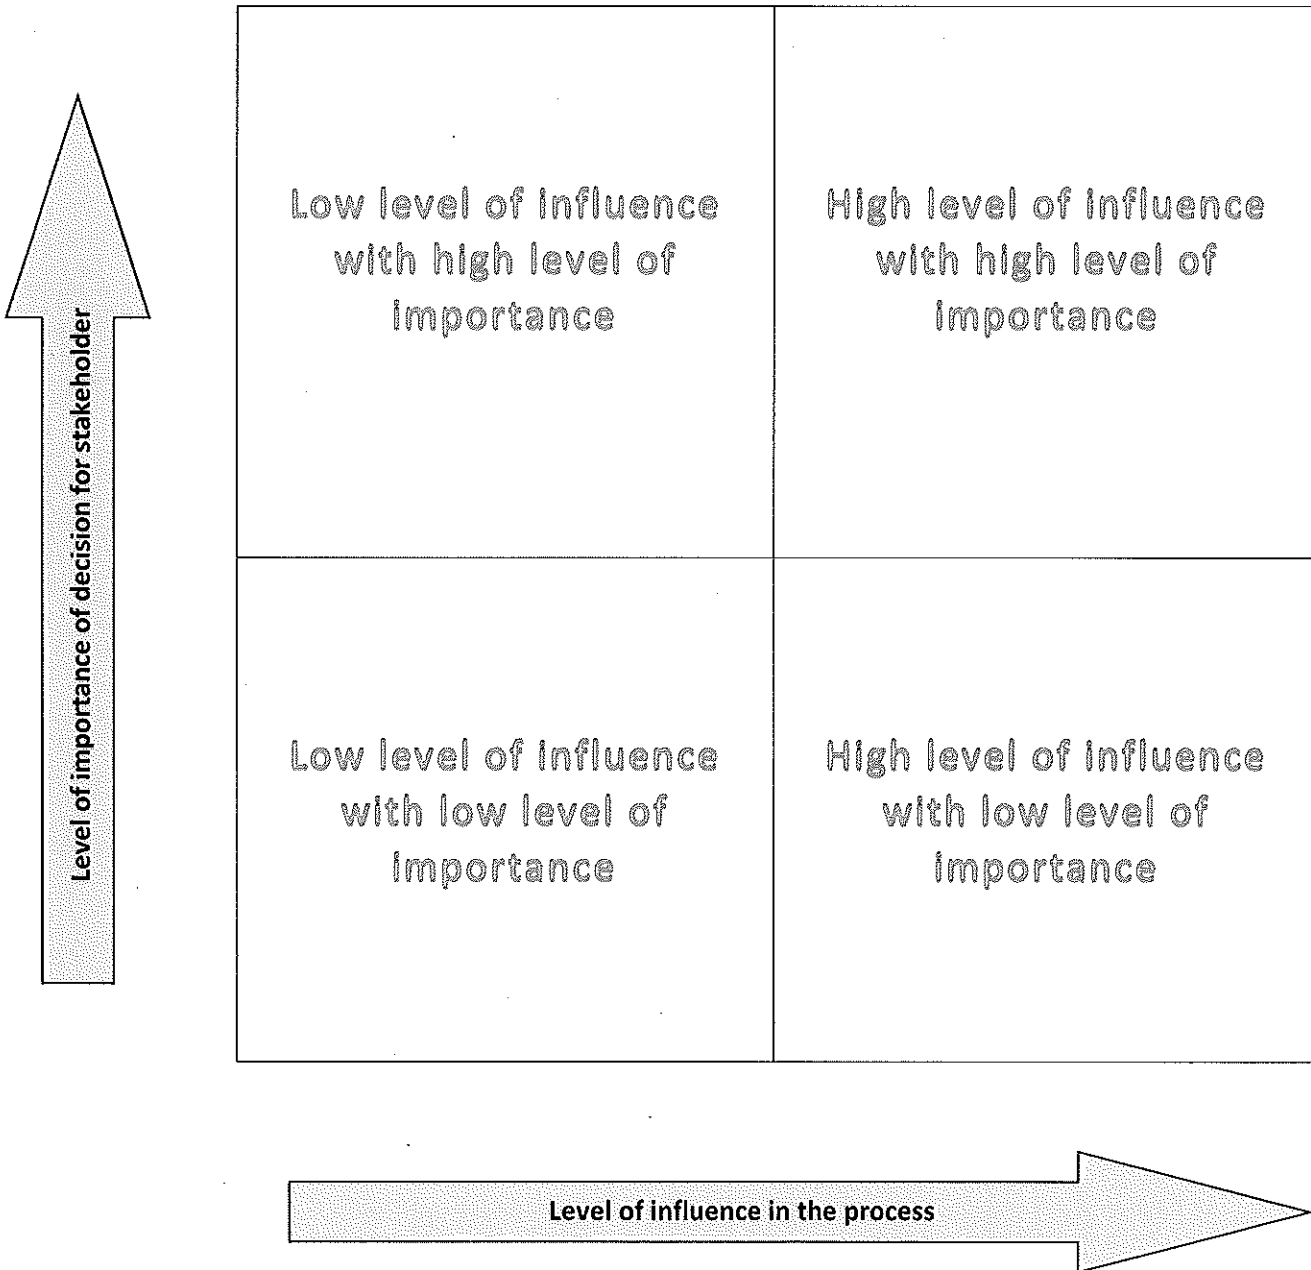 Low level of influence
with high level of
importance
High level of influence
with high level of
importance
Level of importance of decision for stakeholder
Low level of influence
with low level of
importance
High level of influence
with low level of
importance
Level of influence in the process